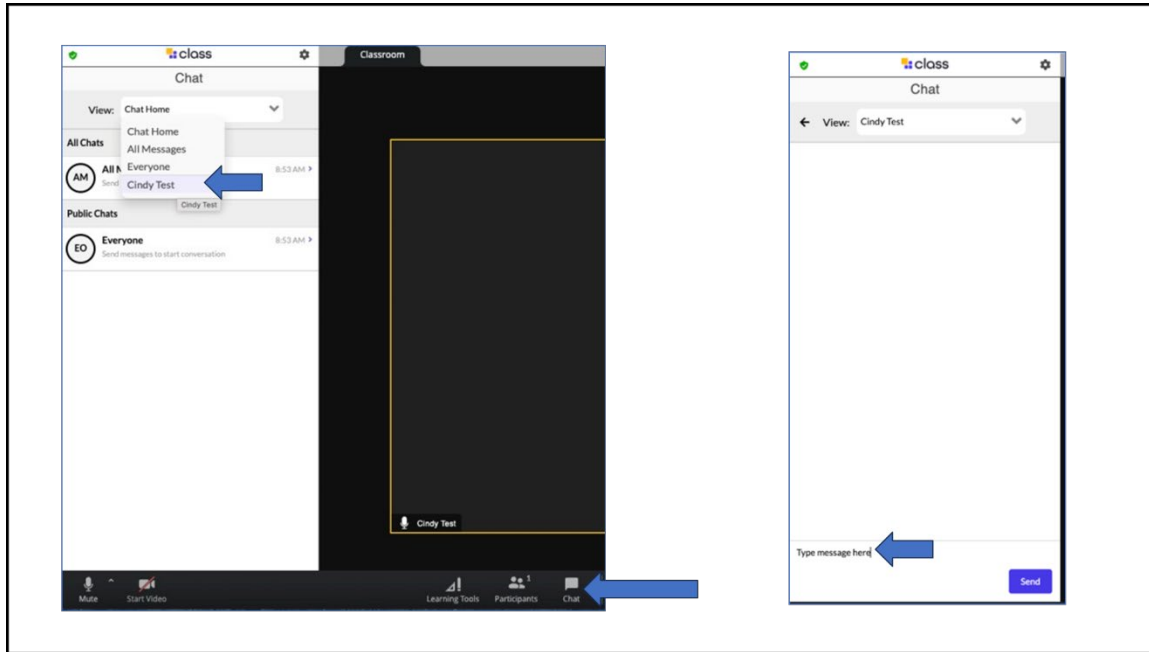 class
Classroom
Chat
View: Chat Home
Chat Home
All Chats
All Messages
Everyone
AM All M 8:53 AM >
Send
Cindy Test
Cindy Test
Public Chats
EO Everyone 8:53 AM >
Send messages to start conversation
Cindy Test
Mute
Start Video
Learning Tools
Participants 1
Chat
class
Chat
View: Cindy Test
Type message here
Send